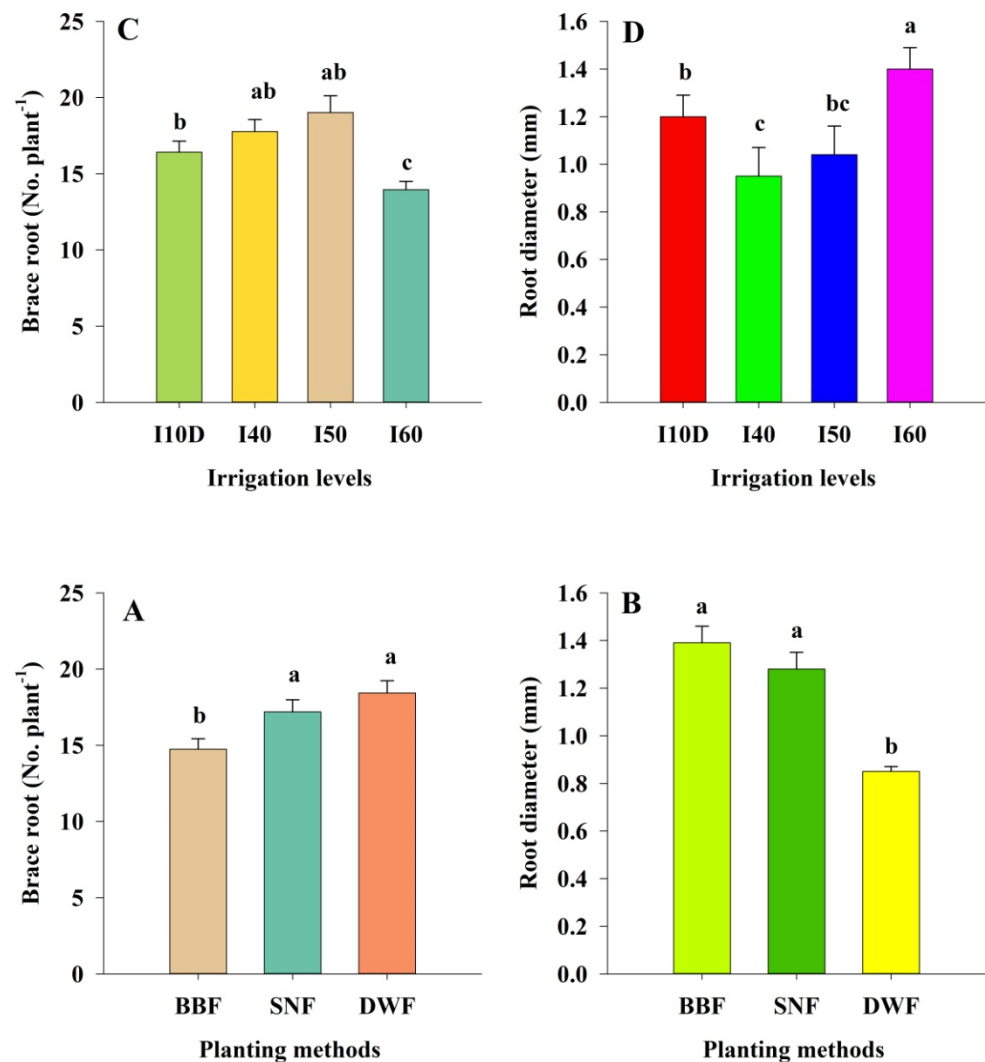 C
Brace root (No. plant⁻¹)
25
20
15
10
5
0
b
ab
ab
c
I10D I40 I50 I60
Irrigation levels
D
Root diameter (mm)
1.6
1.4
1.2
1.0
0.8
0.6
0.4
0.2
0.0
b
c
bc
a
I10D I40 I50 I60
Irrigation levels
A
Brace root (No. plant⁻¹)
25
20
15
10
5
0
b
a
a
BBF SNF DWF
Planting methods
B
Root diameter (mm)
1.6
1.4
1.2
1.0
0.8
0.6
0.4
0.2
0.0
a
a
b
BBF SNF DWF
Planting methods